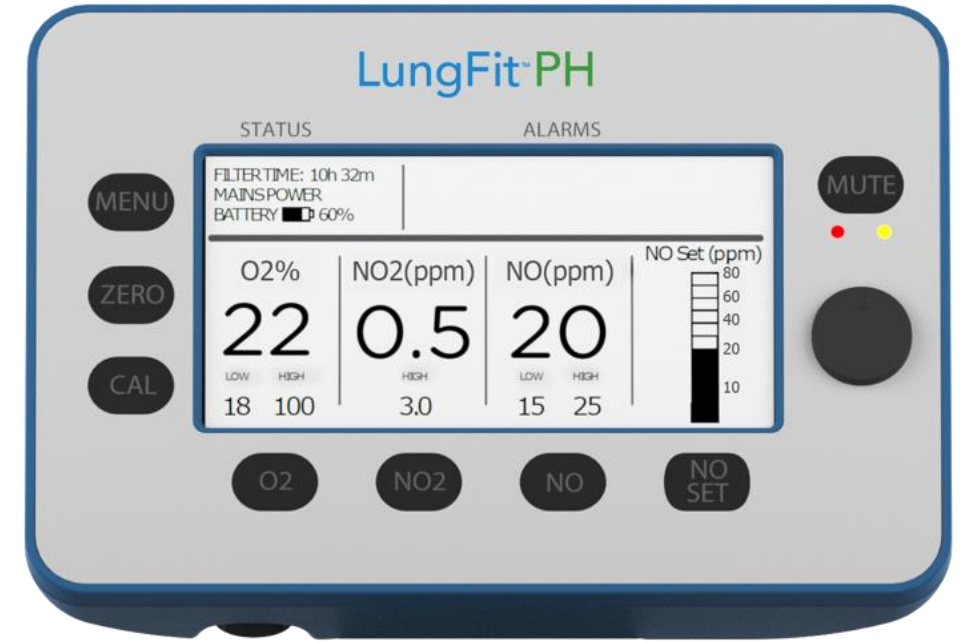 LungFit™PH
STATUS
ALARMS
FILTER TIME: 10h 32m
MAINS POWER
BATTERY 60%
O2%
22
LOW HIGH
18 100
NO2(ppm)
0.5
HIGH
3.0
NO(ppm)
20
LOW HIGH
15 25
NO Set (ppm)
80
60
40
20
10
MENU
ZERO
CAL
MUTE
O2
NO2
NO
NO
SET